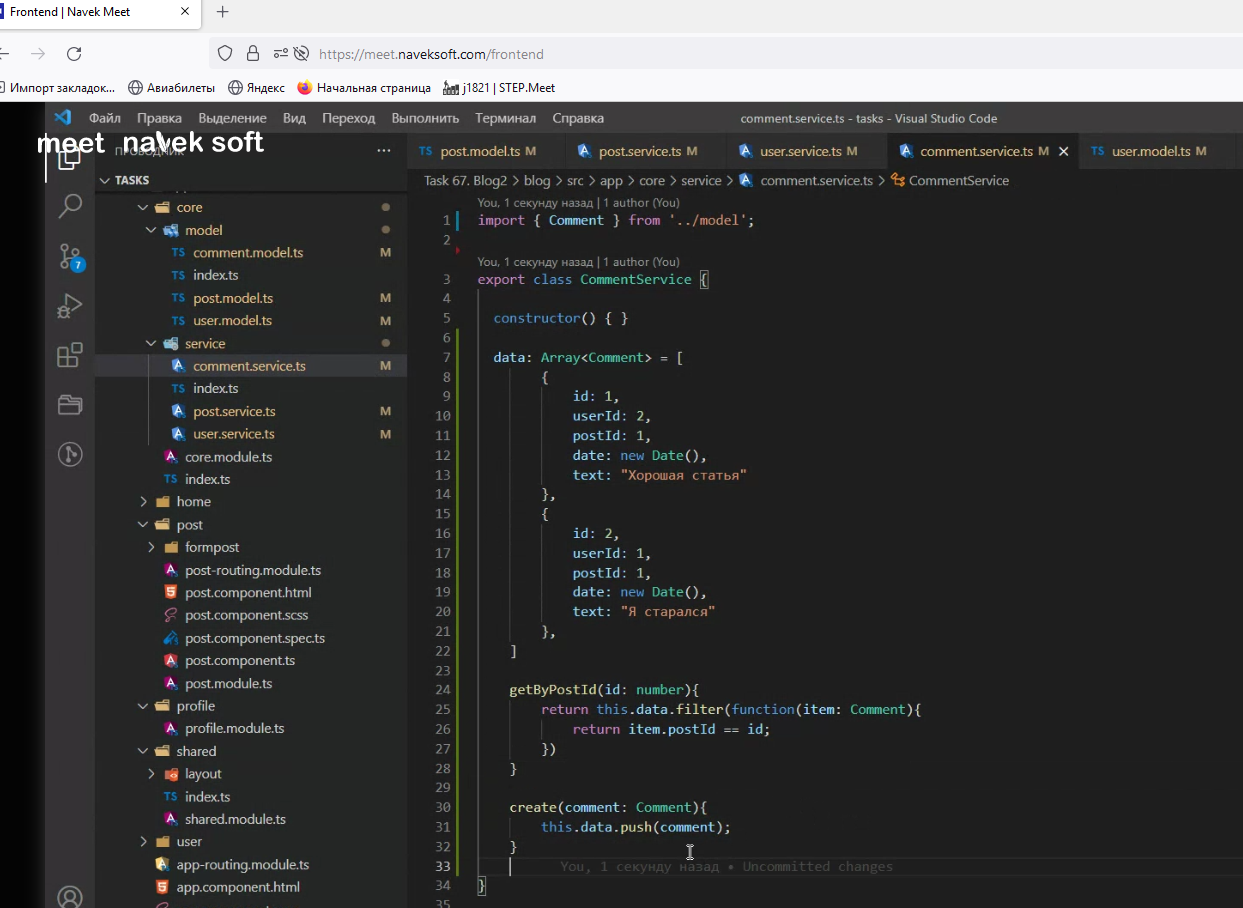 Frontend | Navek Meet
https://meet.naveksoft.com/frontend
Импорт закладок...
Авиабилеты
Яндекс
Начальная страница
j1821 | STEP.Meet
Файл Правка Выделение Вид Переход Выполнить Терминал Справка
comment.service.ts - tasks - Visual Studio Code
meet navek soft
ПРОВОДНИК
TASKS
core
model
TS comment.model.ts M
TS index.ts
TS post.model.ts M
TS user.model.ts M
service
comment.service.ts M
TS index.ts
post.service.ts M
user.service.ts M
core.module.ts
TS index.ts
home
post
formpost
post-routing.module.ts
post.component.html
post.component.scss
post.component.spec.ts
post.component.ts
post.module.ts
profile
profile.module.ts
shared
layout
TS index.ts
shared.module.ts
user
app-routing.module.ts
app.component.html
7
TS post.model.ts M
post.service.ts M
user.service.ts M
comment.service.ts M
TS user.model.ts M
Task 67. Blog2 > blog > src > app > core > service > comment.service.ts > CommentService
You, 1 секунду назад | 1 author (You)
1 import { Comment } from '../model';
2
You, 1 секунду назад | 1 author (You)
3 export class CommentService {
4
5 constructor() { }
6
7 data: Array<Comment> = [
8 {
9 id: 1,
10 userId: 2,
11 postId: 1,
12 date: new Date(),
13 text: "Хорошая статья"
14 },
15 {
16 id: 2,
17 userId: 1,
18 postId: 1,
19 date: new Date(),
20 text: "Я старался"
21 },
22 ]
23
24 getByPostId(id: number){
25 return this.data.filter(function(item: Comment){
26 return item.postId == id;
27 })
28 }
29
30 create(comment: Comment){
31 this.data.push(comment);
32 }
33 You, 1 секунду назад • Uncommitted changes
34 }
35